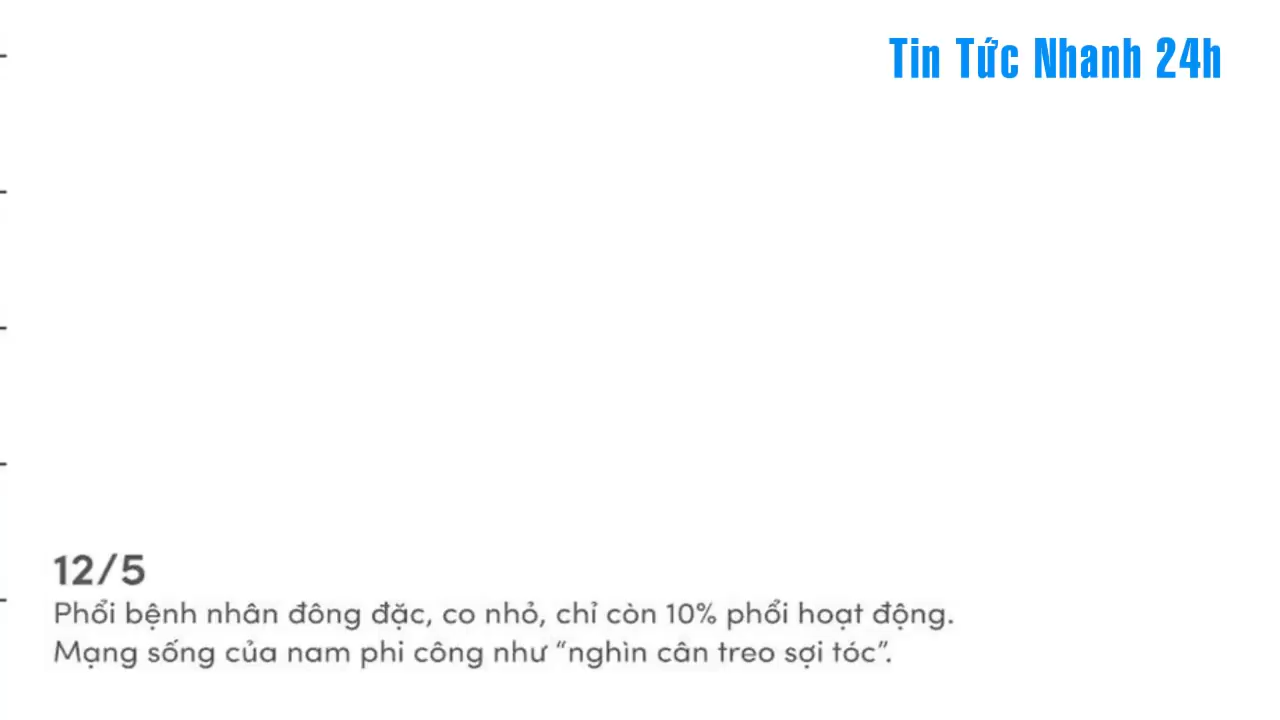 Tin Tức Nhanh 24h
12/5
Phổi bệnh nhân đông đặc, co nhỏ, chỉ còn 10% phổi hoạt động.
Mạng sống của nam phi công như “nghìn cân treo sợi tóc”.